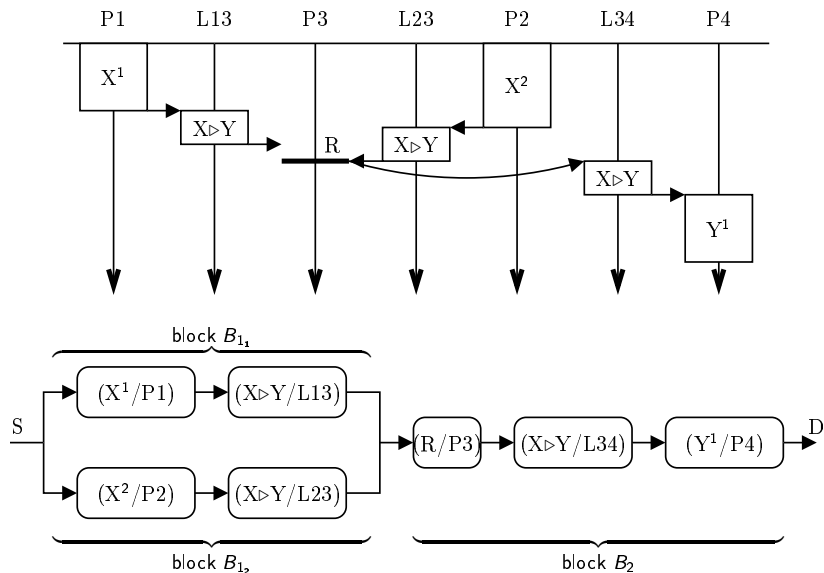 P1 L13 P3 L23 P2 L34 P4
X¹ X²
X▷Y R X▷Y
X▷Y
Y¹
block B₁₁
S (X¹/P1) (X▷Y/L13)
(R/P3) (X▷Y/L34) (Y¹/P4) D
(X²/P2) (X▷Y/L23)
block B₁₂ block B₂